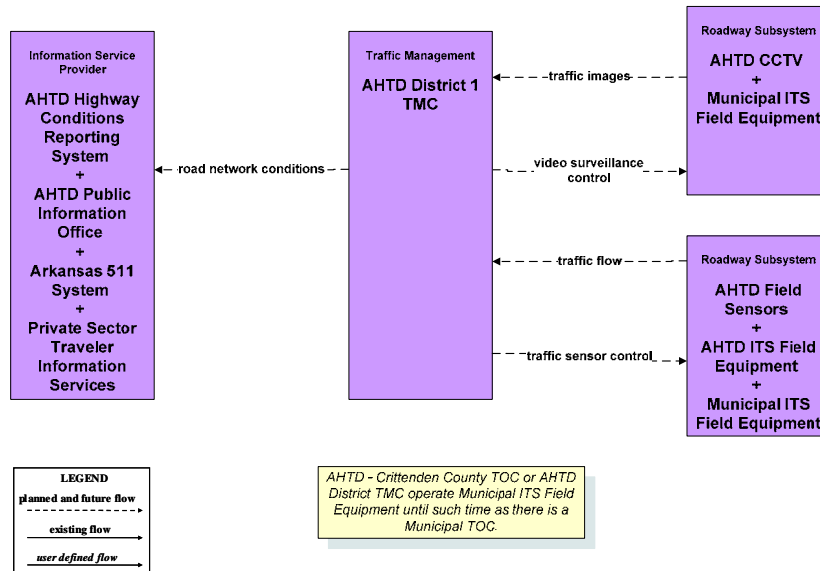 Information Service
Provider
AHTD Highway
Conditions
Reporting
System
+
AHTD Public
Information
Office
+
Arkansas 511
System
+
Private Sector
Traveler
Information
Services
Traffic Management
AHTD District 1
TMC
Roadway Subsystem
AHTD CCTV
+
Municipal ITS
Field Equipment
traffic images
road network conditions
video surveillance
control
traffic flow
traffic sensor control
Roadway Subsystem
AHTD Field
Sensors
+
AHTD ITS Field
Equipment
+
Municipal ITS
Field Equipment
LEGEND
planned and future flow
existing flow
user defined flow
AHTD - Crittenden County TOC or AHTD
District TMC operate Municipal ITS Field
Equipment until such time as there is a
Municipal TOC.